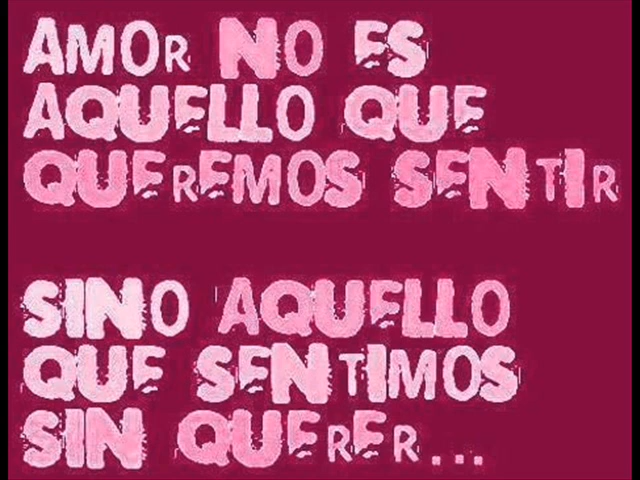 AMOR NO ES
AQUELLO QUE
QUEREMOS SENTIR
SINO AQUELLO
QUE SENTIMOS
SIN QUERER...